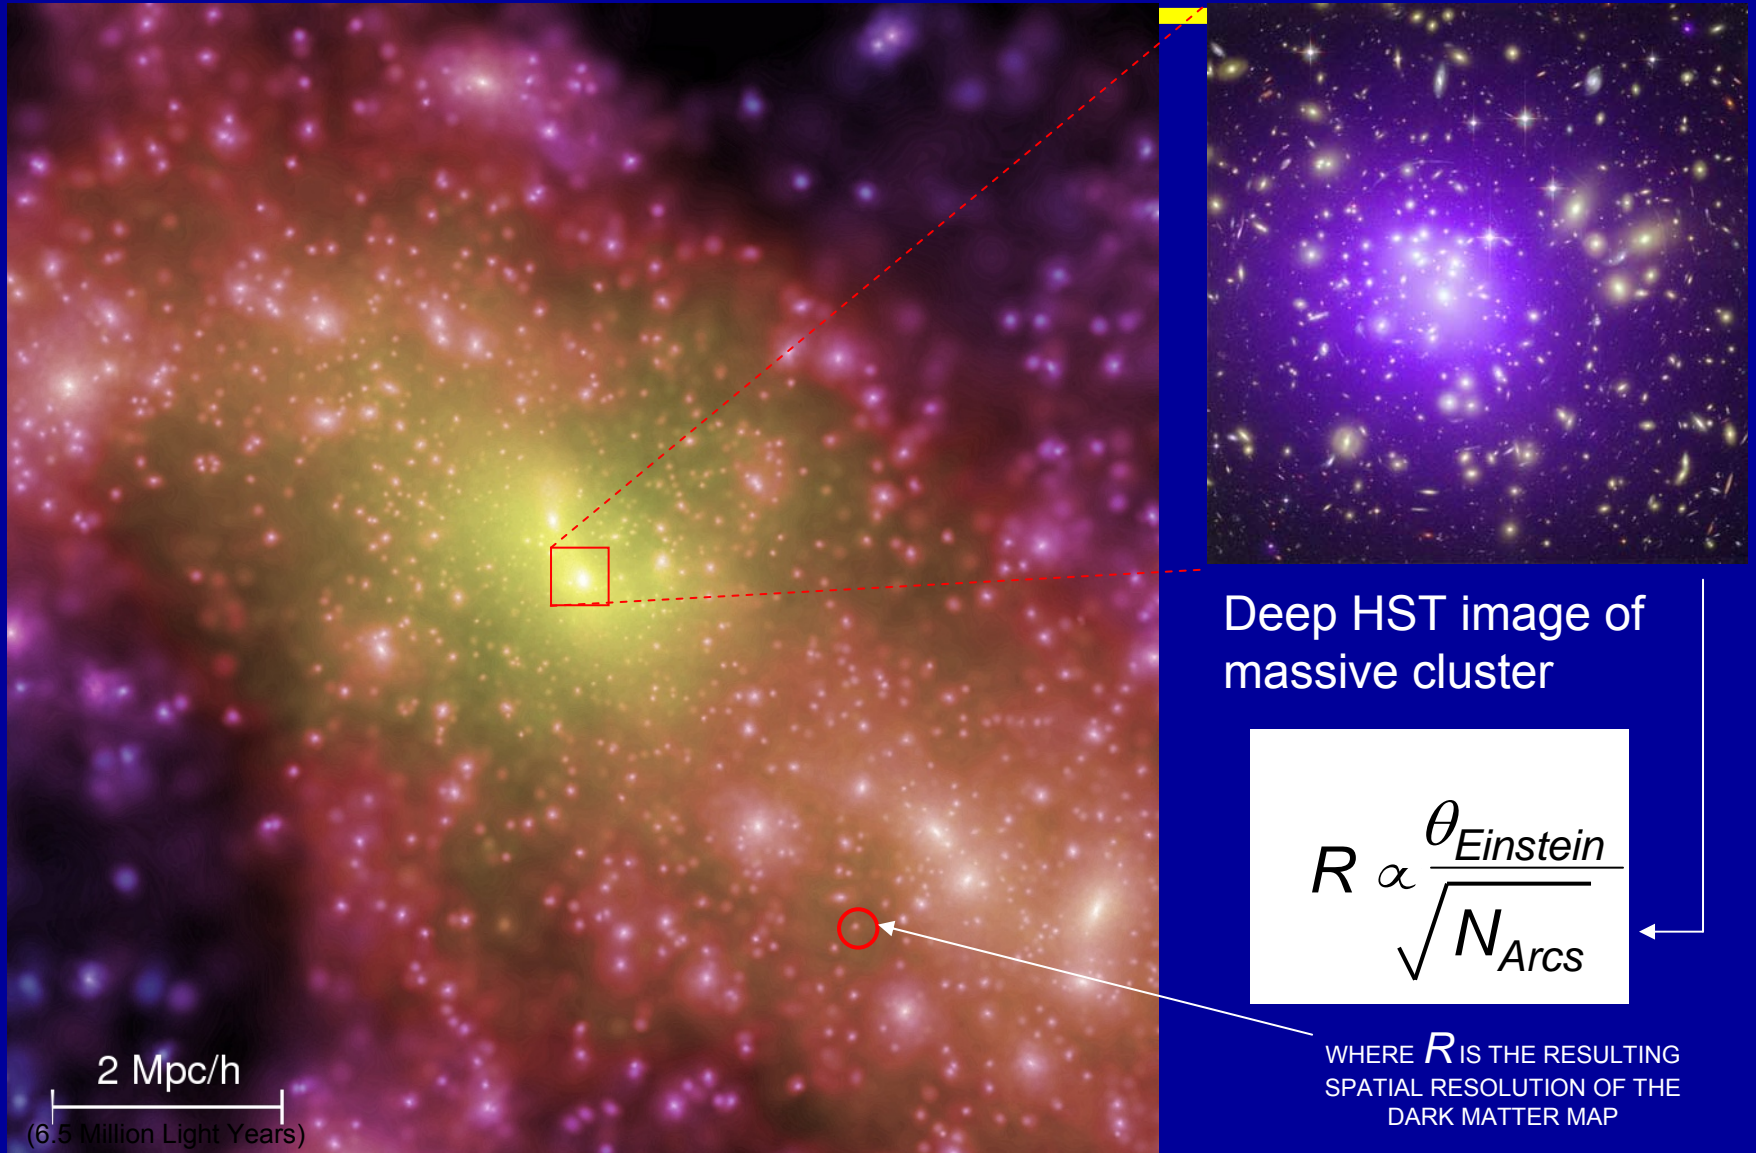 Deep HST image of
massive cluster
R ∝ θEinstein / √NArcs
WHERE R IS THE RESULTING
SPATIAL RESOLUTION OF THE
DARK MATTER MAP
2 Mpc/h
(6.5 Million Light Years)